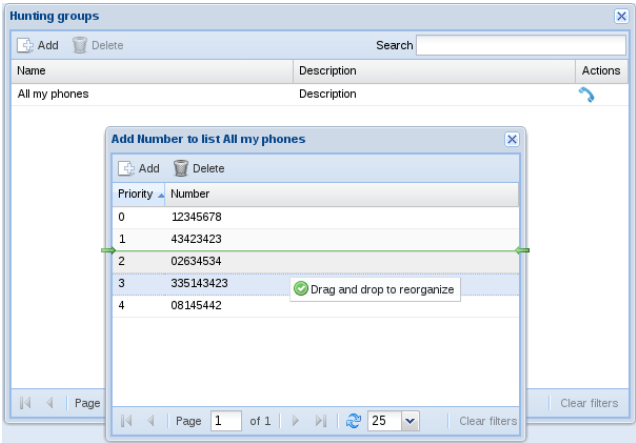 Hunting groups
Add Delete Search
Name Description Actions
All my phones Description
Add Number to list All my phones
Add Delete
Priority Number
0 12345678
1 43423423
2 02634534
3 335143423
Drag and drop to reorganize
4 08145442
Page
Clear filters
Page 1 of 1 25 Clear filters